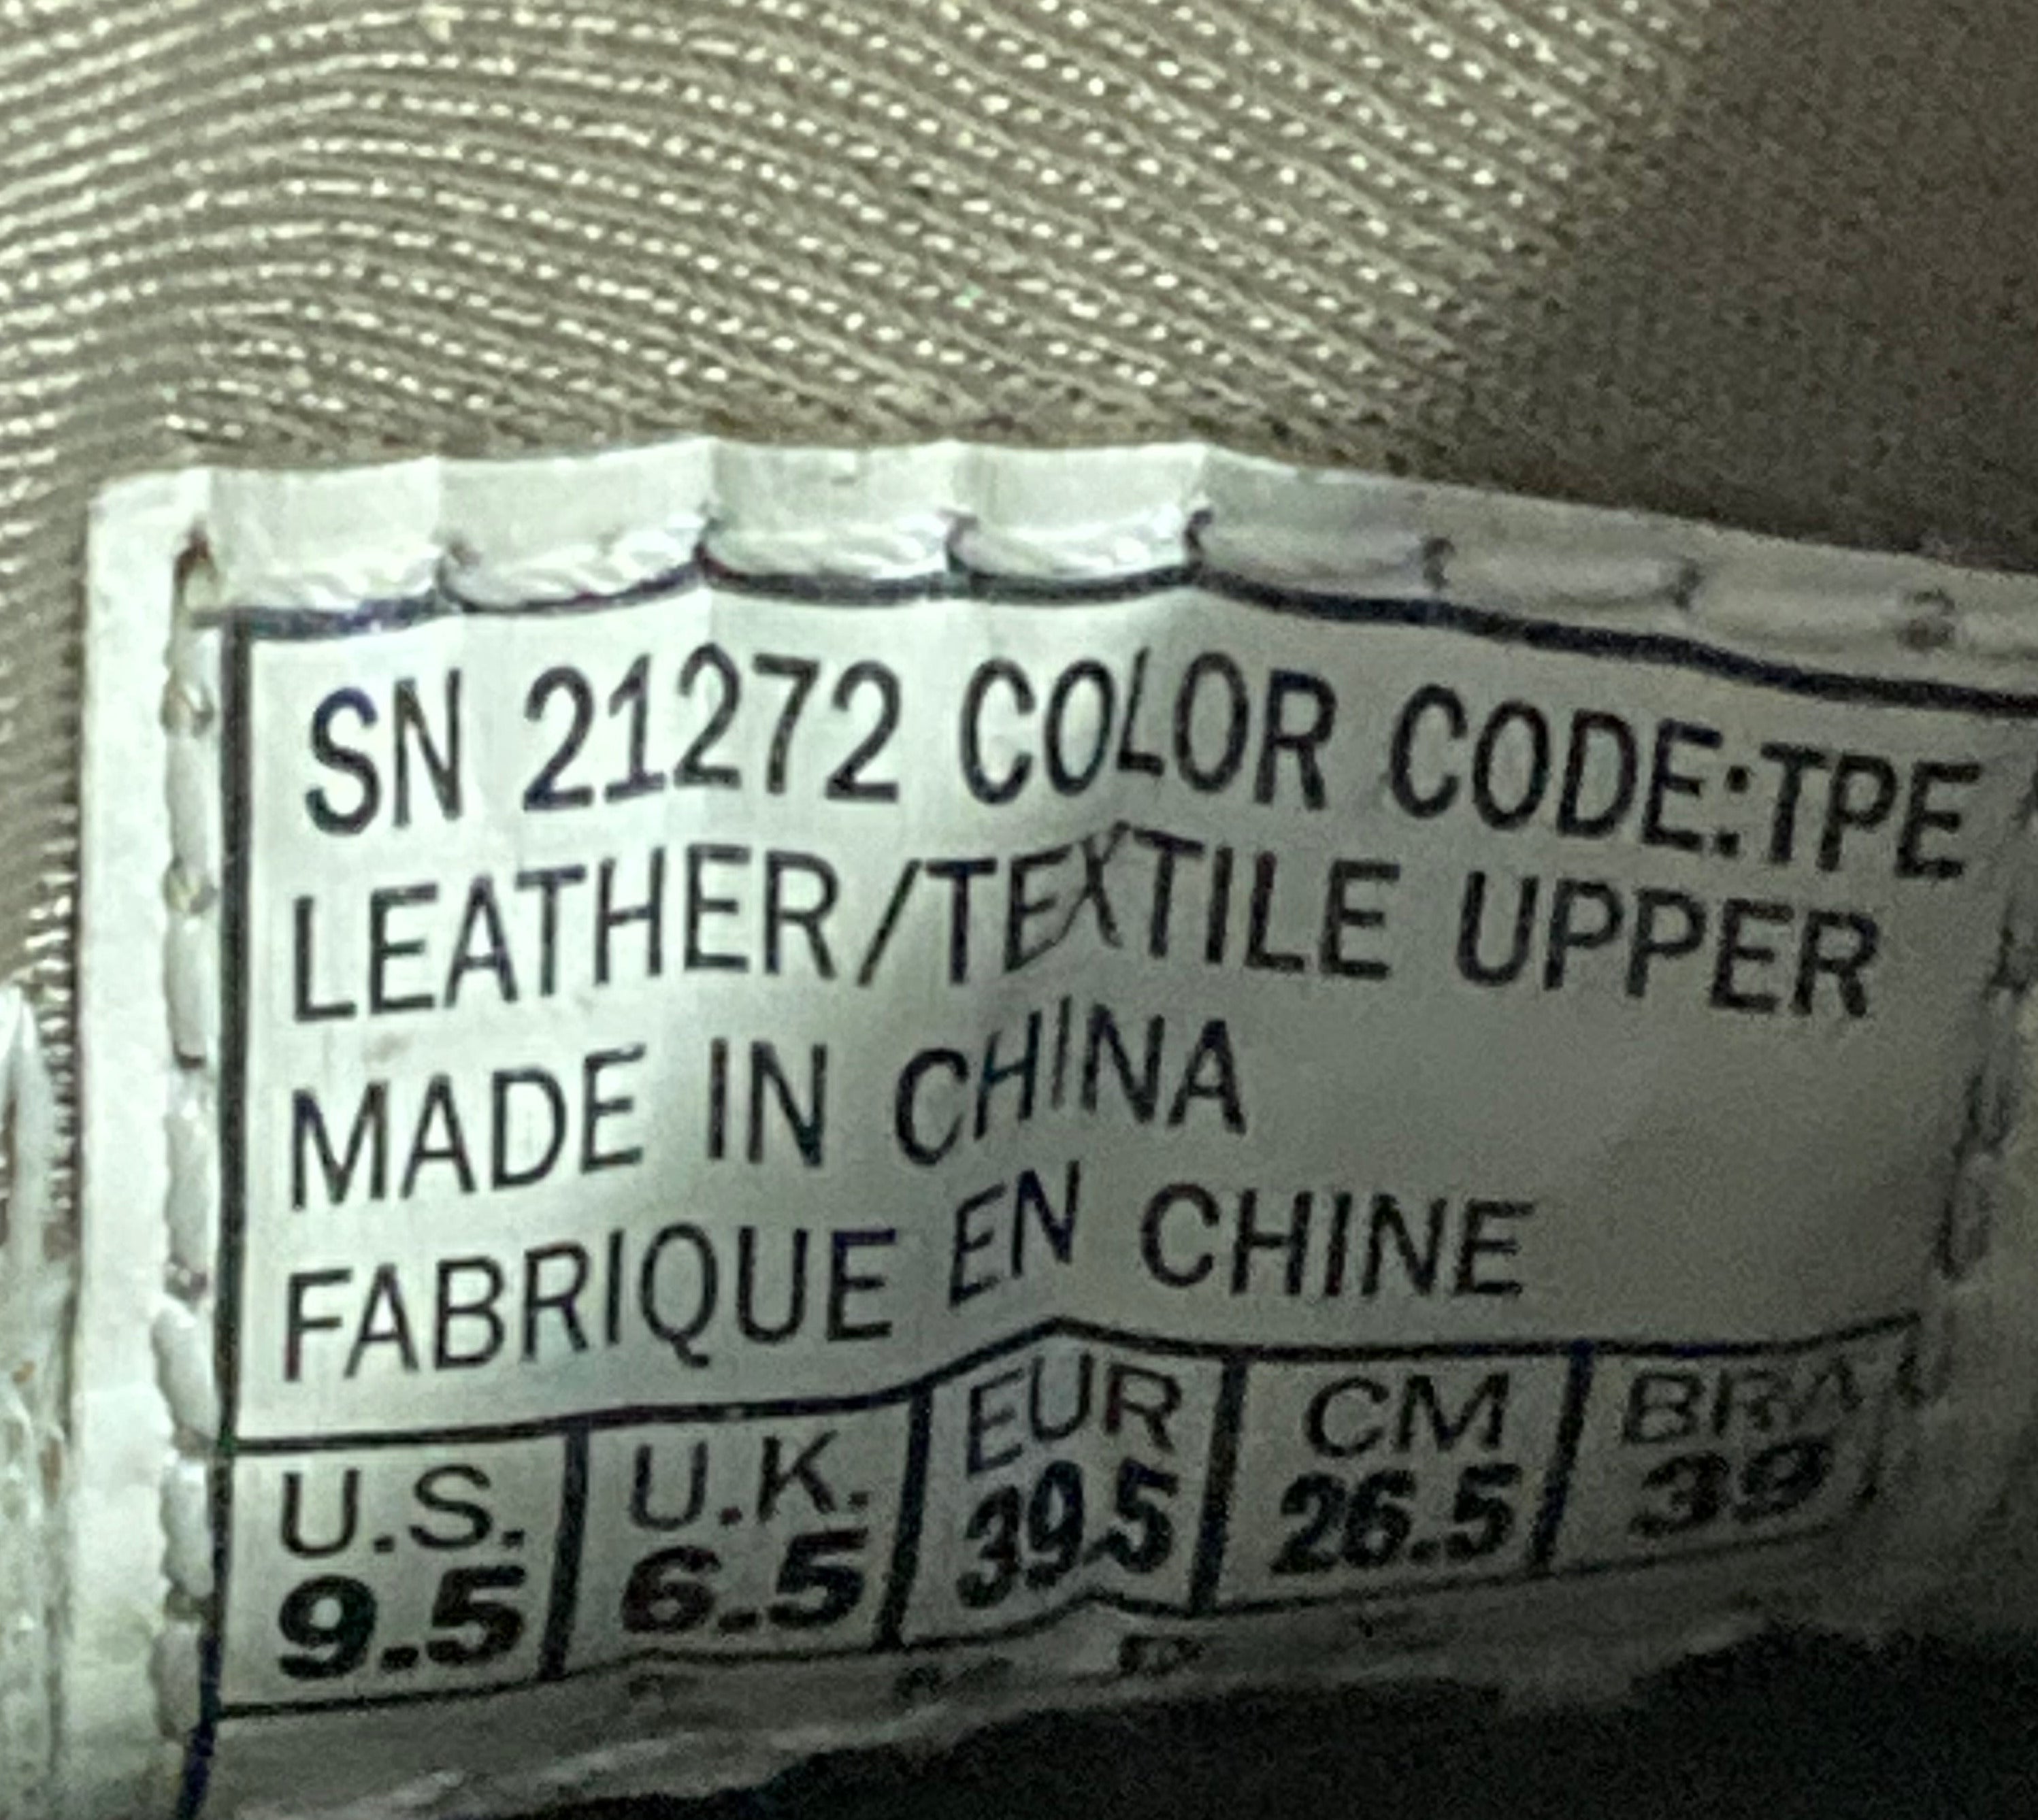 SN 21272 COLOR CODE:TPE
LEATHER/TEXTILE UPPER
MADE IN CHINA
FABRIQUE EN CHINE
U.S. U.K. EUR CM BRA
9.5 6.5 39.5 26.5 39